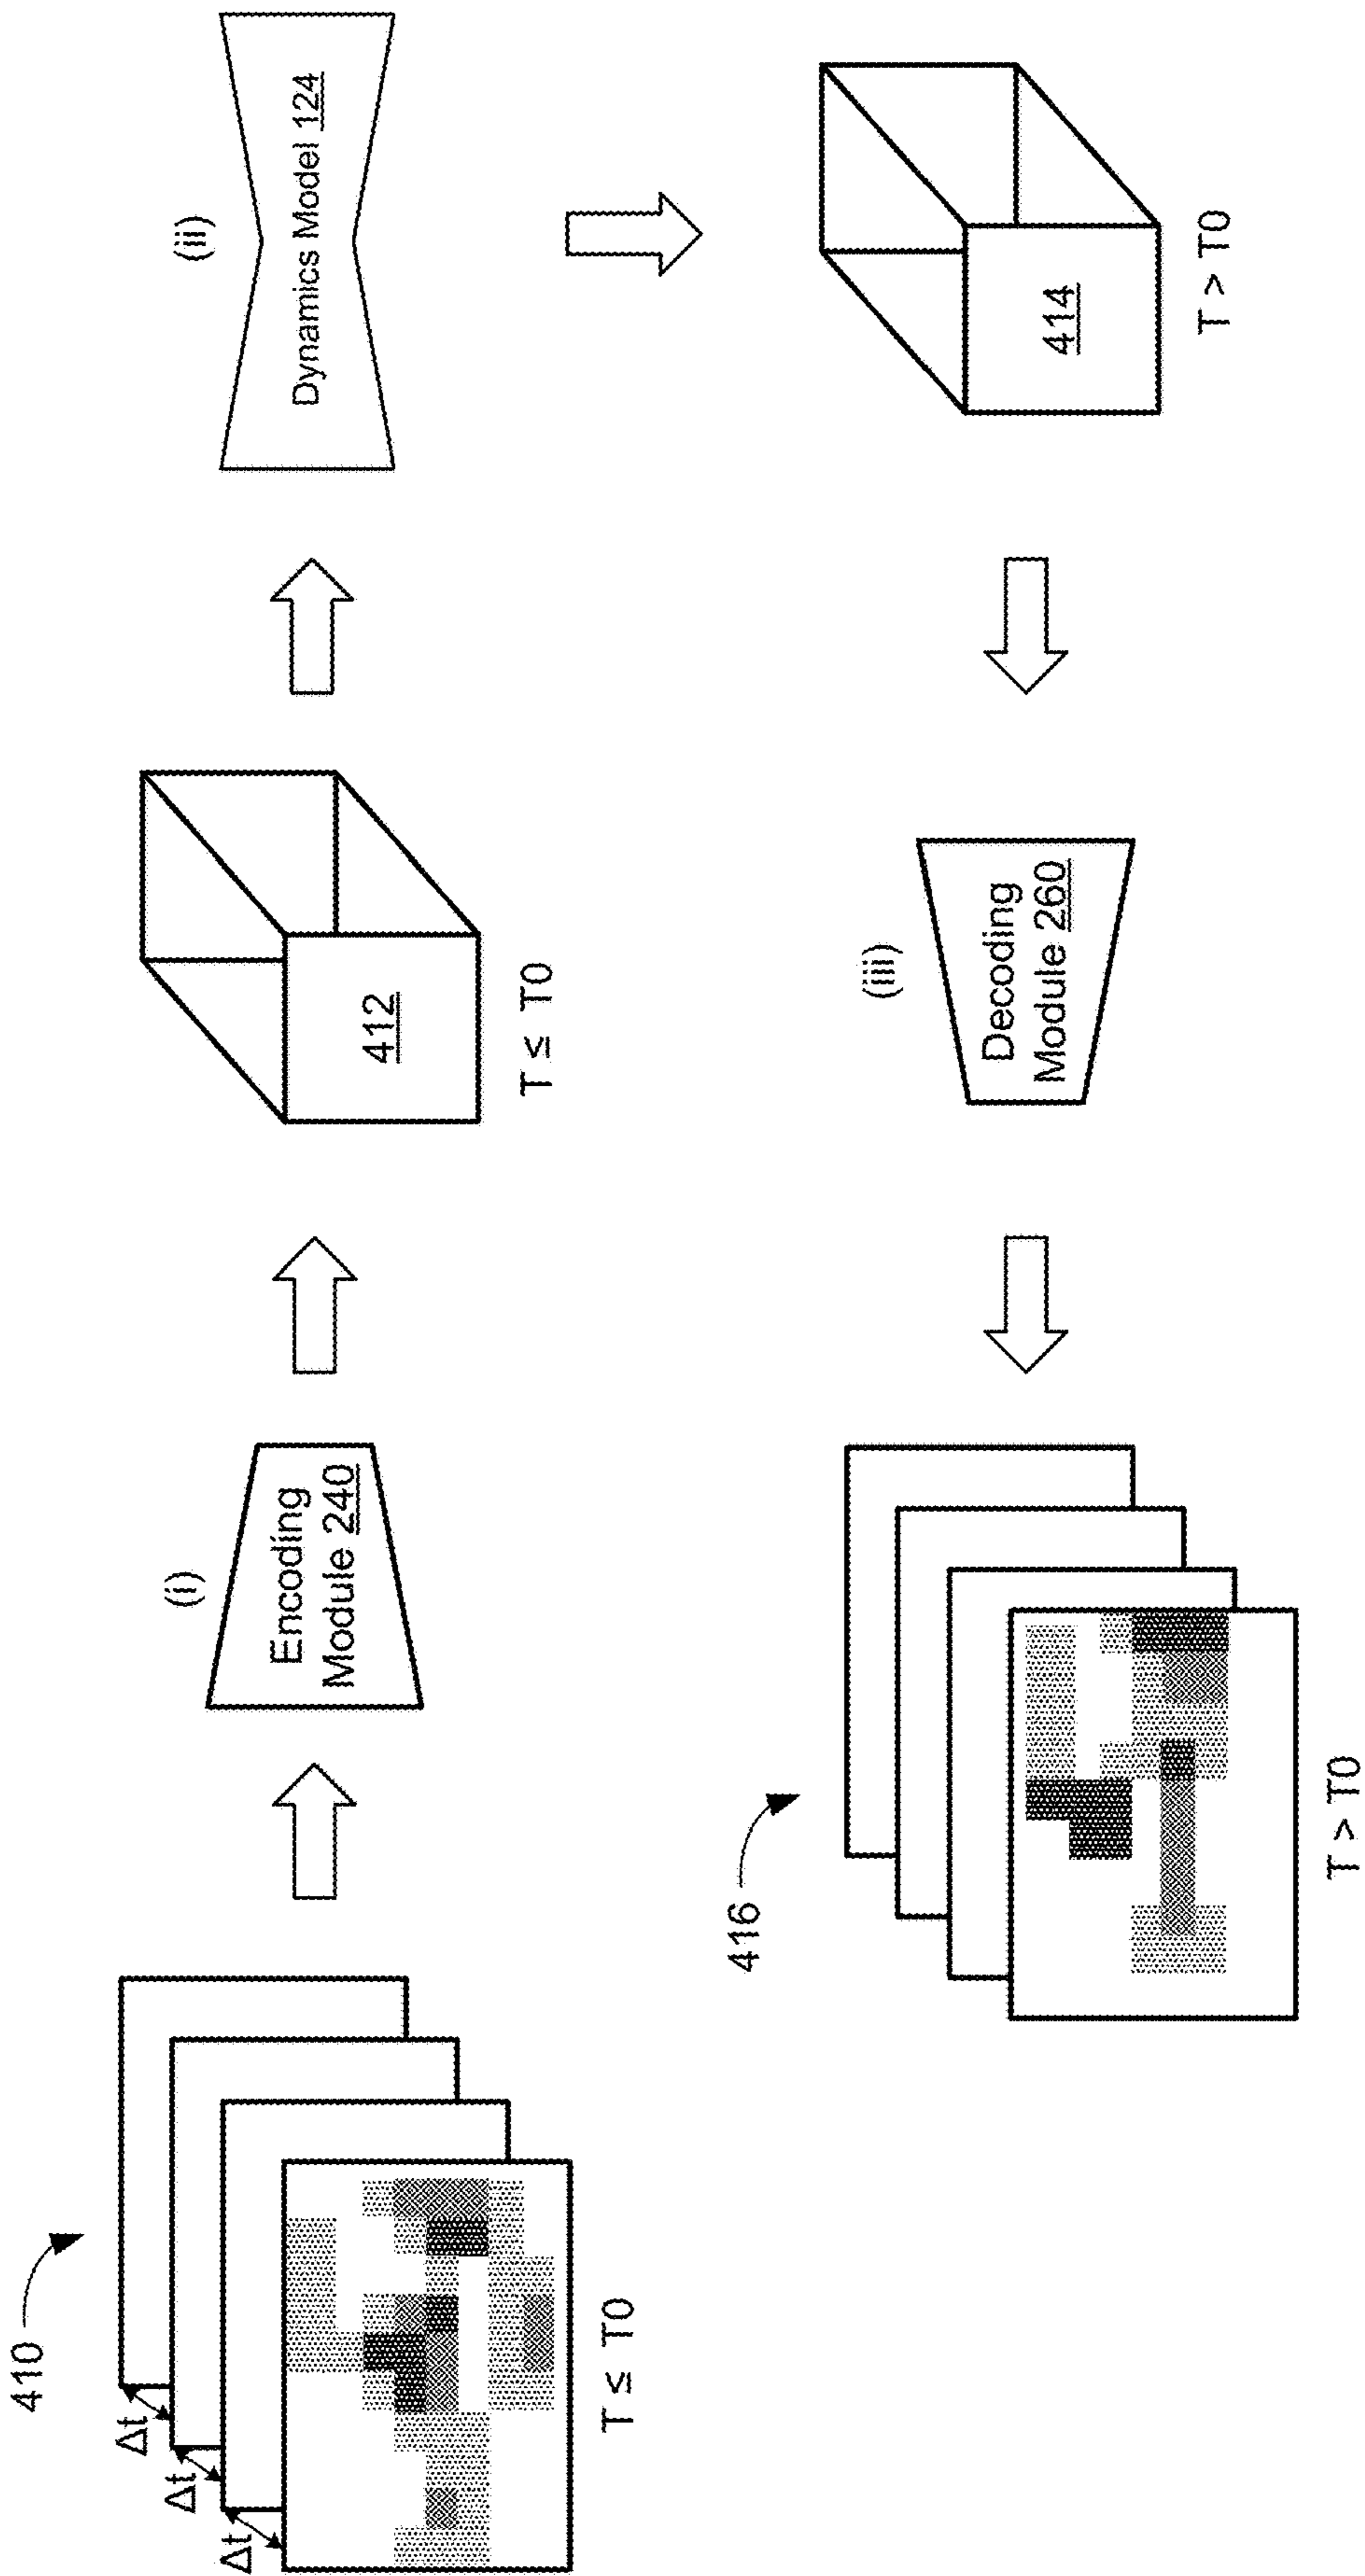 410
Δt
Δt
Δt
T ≤ T0
(i)
Encoding
Module 240
412
T ≤ T0
(ii)
Dynamics Model 124
414
T > T0
(iii)
Decoding
Module 260
416
T > T0